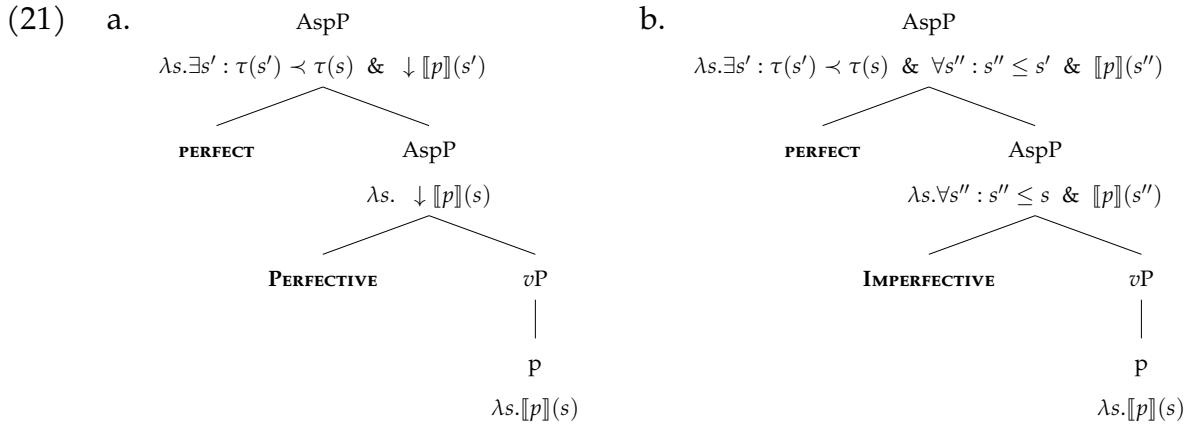 (21) a. AspP b. AspP
λs.∃s′ : τ(s′) ≺ τ(s) & ↓ ⟦p⟧(s′) λs.∃s′ : τ(s′) ≺ τ(s) & ∀s″ : s″ ≤ s′ & ⟦p⟧(s″)
PERFECT AspP PERFECT AspP
λs. ↓ ⟦p⟧(s) λs.∀s″ : s″ ≤ s & ⟦p⟧(s″)
PERFECTIVE vP IMPERFECTIVE vP
p p
λs.⟦p⟧(s) λs.⟦p⟧(s)